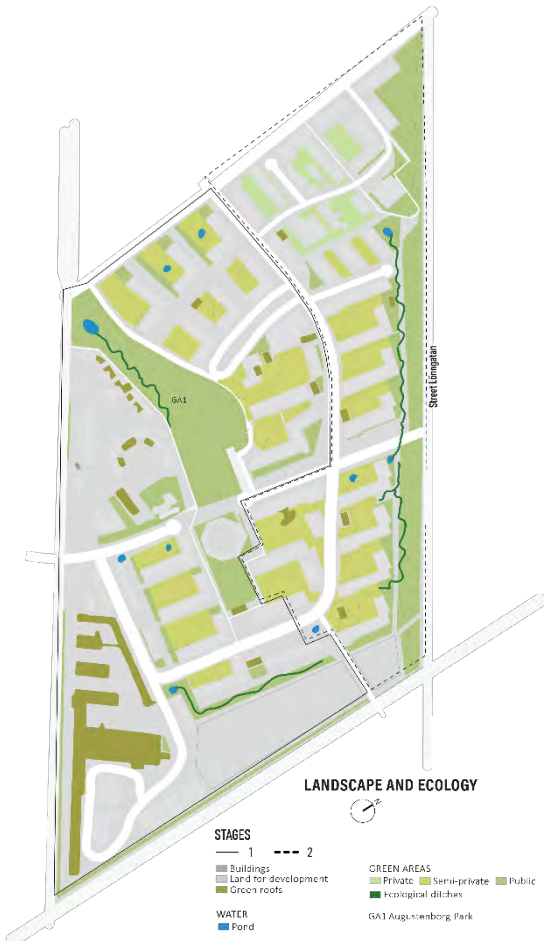 GA1
Street Lönngatan
LANDSCAPE AND ECOLOGY
N
STAGES
1 2
Buildings
Land for development
Green roofs
WATER
Pond
GREEN AREAS
Private Semi-private Public
Ecological ditches
GA1 Augustenborg Park